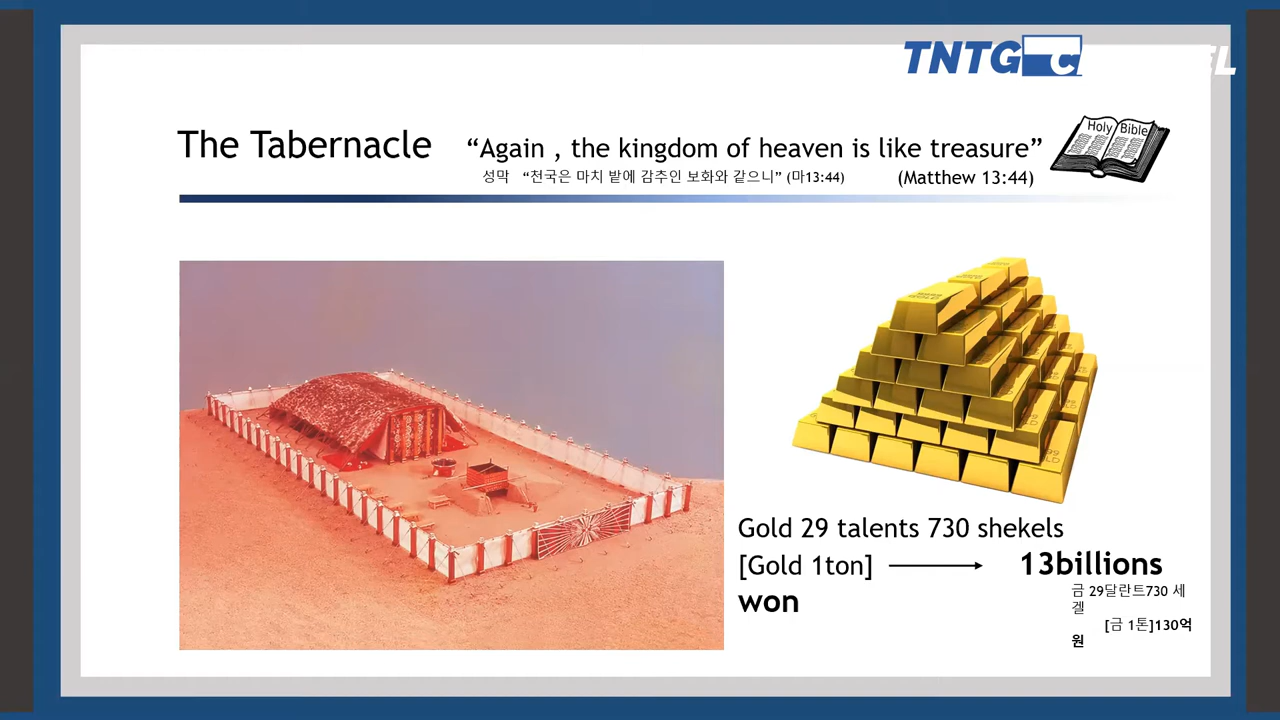 TNTG C
EL
The Tabernacle “Again , the kingdom of heaven is like treasure”
Holy Bible
성막 “천국은 마치 밭에 감추인 보화와 같으니” (마13:44) (Matthew 13:44)
Gold 29 talents 730 shekels
[Gold 1ton] 13billions
won
금 29달란트730 세
겔
[금 1톤]130억
원